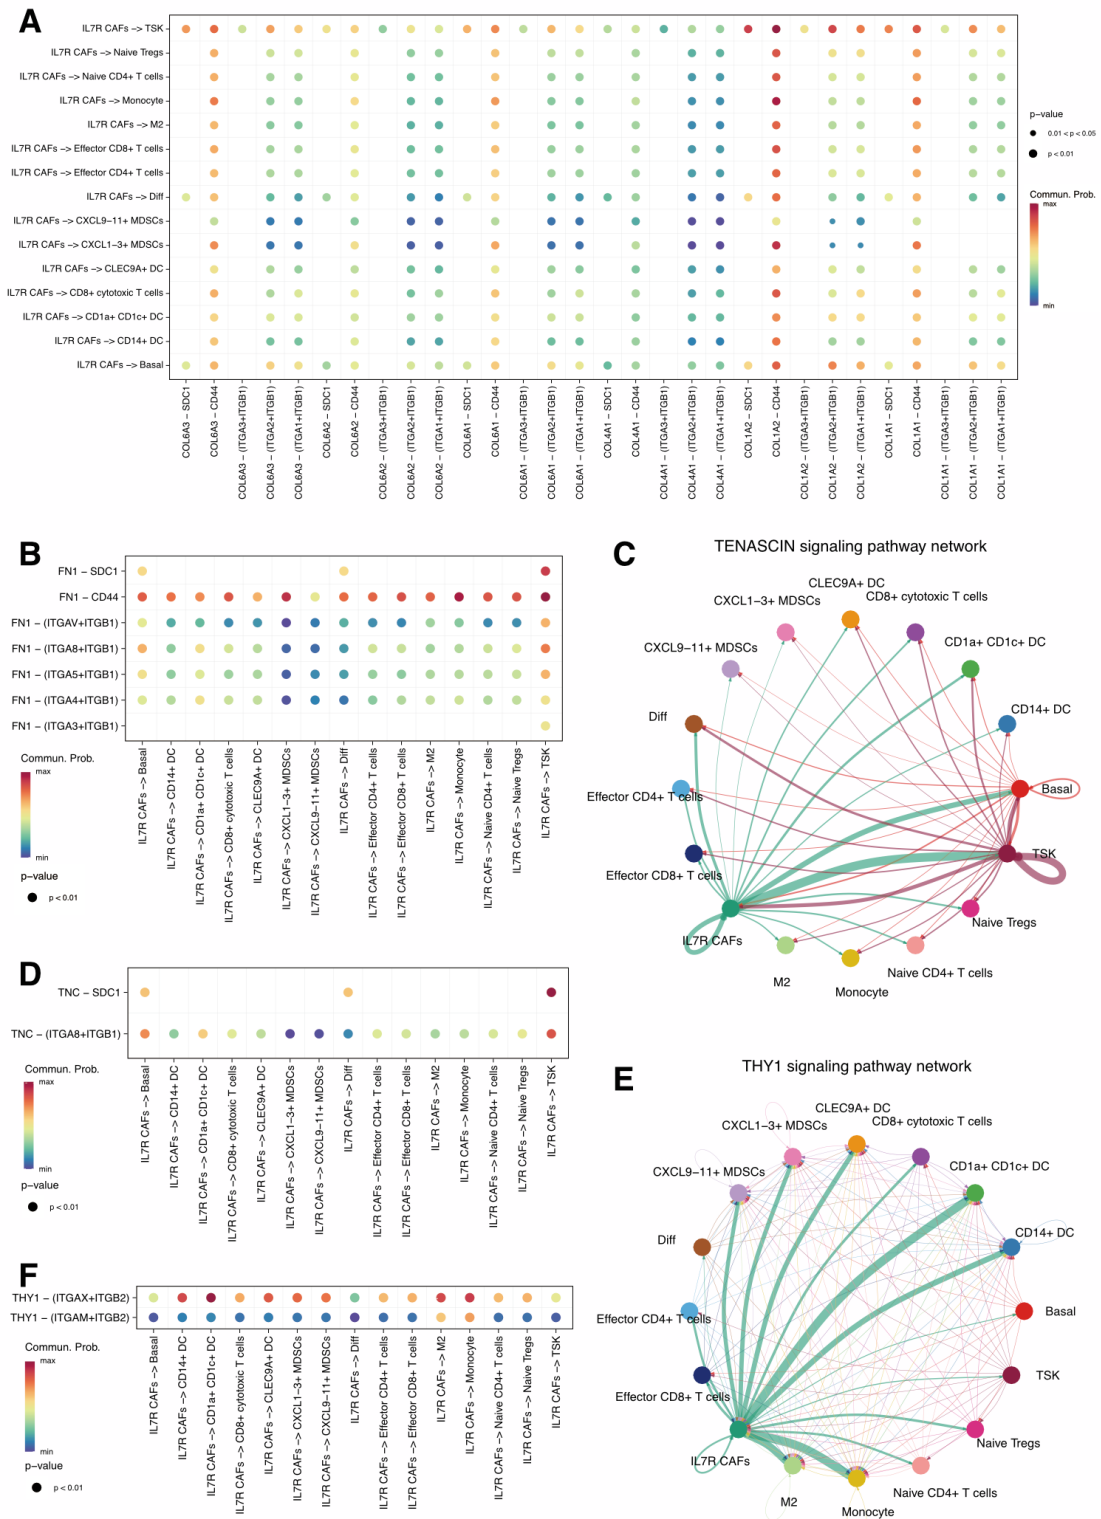 A
IL7R CAFs −> TSK
IL7R CAFs −> Naive Tregs
IL7R CAFs −> Naive CD4+ T cells
IL7R CAFs −> Monocyte
IL7R CAFs −> M2
IL7R CAFs −> Effector CD8+ T cells
IL7R CAFs −> Effector CD4+ T cells
IL7R CAFs −> Diff
IL7R CAFs −> CXCL9−11+ MDSCs
IL7R CAFs −> CXCL1−3+ MDSCs
IL7R CAFs −> CLEC9A+ DC
IL7R CAFs −> CD8+ cytotoxic T cells
IL7R CAFs −> CD1a+ CD1c+ DC
IL7R CAFs −> CD14+ DC
IL7R CAFs −> Basal
COL6A3 − SDC1
COL6A3 − CD44
COL6A3 − (ITGA3+ITGB1)
COL6A3 − (ITGA2+ITGB1)
COL6A3 − (ITGA1+ITGB1)
COL6A2 − SDC1
COL6A2 − CD44
COL6A2 − (ITGA3+ITGB1)
COL6A2 − (ITGA2+ITGB1)
COL6A2 − (ITGA1+ITGB1)
COL6A1 − SDC1
COL6A1 − CD44
COL6A1 − (ITGA3+ITGB1)
COL6A1 − (ITGA2+ITGB1)
COL6A1 − (ITGA1+ITGB1)
COL4A1 − SDC1
COL4A1 − CD44
COL4A1 − (ITGA3+ITGB1)
COL4A1 − (ITGA2+ITGB1)
COL4A1 − (ITGA1+ITGB1)
COL1A2 − SDC1
COL1A2 − CD44
COL1A2 − (ITGA3+ITGB1)
COL1A2 − (ITGA2+ITGB1)
COL1A2 − (ITGA1+ITGB1)
COL1A1 − SDC1
COL1A1 − CD44
COL1A1 − (ITGA3+ITGB1)
COL1A1 − (ITGA2+ITGB1)
COL1A1 − (ITGA1+ITGB1)
p−value
0.01 < p < 0.05
p < 0.01
Commun. Prob.
max
min
B
FN1 − SDC1
FN1 − CD44
FN1 − (ITGAV+ITGB1)
FN1 − (ITGA8+ITGB1)
FN1 − (ITGA5+ITGB1)
FN1 − (ITGA4+ITGB1)
FN1 − (ITGA3+ITGB1)
IL7R CAFs −> Basal
IL7R CAFs −> CD14+ DC
IL7R CAFs −> CD1a+ CD1c+ DC
IL7R CAFs −> CD8+ cytotoxic T cells
IL7R CAFs −> CLEC9A+ DC
IL7R CAFs −> CXCL1−3+ MDSCs
IL7R CAFs −> CXCL9−11+ MDSCs
IL7R CAFs −> Diff
IL7R CAFs −> Effector CD4+ T cells
IL7R CAFs −> Effector CD8+ T cells
IL7R CAFs −> M2
IL7R CAFs −> Monocyte
IL7R CAFs −> Naive CD4+ T cells
IL7R CAFs −> Naive Tregs
IL7R CAFs −> TSK
Commun. Prob.
max
min
p−value
p < 0.01
C
TENASCIN signaling pathway network
CLEC9A+ DC
CXCL1−3+ MDSCs
CD8+ cytotoxic T cells
CXCL9−11+ MDSCs
CD1a+ CD1c+ DC
Diff
CD14+ DC
Effector CD4+ T cells
Basal
Effector CD8+ T cells
TSK
IL7R CAFs
Naive Tregs
M2
Monocyte
Naive CD4+ T cells
D
TNC − SDC1
TNC − (ITGA8+ITGB1)
IL7R CAFs −> Basal
IL7R CAFs −> CD14+ DC
IL7R CAFs −> CD1a+ CD1c+ DC
IL7R CAFs −> CD8+ cytotoxic T cells
IL7R CAFs −> CLEC9A+ DC
IL7R CAFs −> CXCL1−3+ MDSCs
IL7R CAFs −> CXCL9−11+ MDSCs
IL7R CAFs −> Diff
IL7R CAFs −> Effector CD4+ T cells
IL7R CAFs −> Effector CD8+ T cells
IL7R CAFs −> M2
IL7R CAFs −> Monocyte
IL7R CAFs −> Naive CD4+ T cells
IL7R CAFs −> Naive Tregs
IL7R CAFs −> TSK
Commun. Prob.
max
min
p−value
p < 0.01
E
THY1 signaling pathway network
CLEC9A+ DC
CXCL1−3+ MDSCs
CD8+ cytotoxic T cells
CXCL9−11+ MDSCs
CD1a+ CD1c+ DC
Diff
CD14+ DC
Effector CD4+ T cells
Basal
Effector CD8+ T cells
TSK
IL7R CAFs
Naive Tregs
M2
Monocyte
Naive CD4+ T cells
F
THY1 − (ITGAX+ITGB2)
THY1 − (ITGAM+ITGB2)
IL7R CAFs −> Basal
IL7R CAFs −> CD14+ DC
IL7R CAFs −> CD1a+ CD1c+ DC
IL7R CAFs −> CD8+ cytotoxic T cells
IL7R CAFs −> CLEC9A+ DC
IL7R CAFs −> CXCL1−3+ MDSCs
IL7R CAFs −> CXCL9−11+ MDSCs
IL7R CAFs −> Diff
IL7R CAFs −> Effector CD4+ T cells
IL7R CAFs −> Effector CD8+ T cells
IL7R CAFs −> M2
IL7R CAFs −> Monocyte
IL7R CAFs −> Naive CD4+ T cells
IL7R CAFs −> Naive Tregs
IL7R CAFs −> TSK
Commun. Prob.
max
min
p−value
p < 0.01